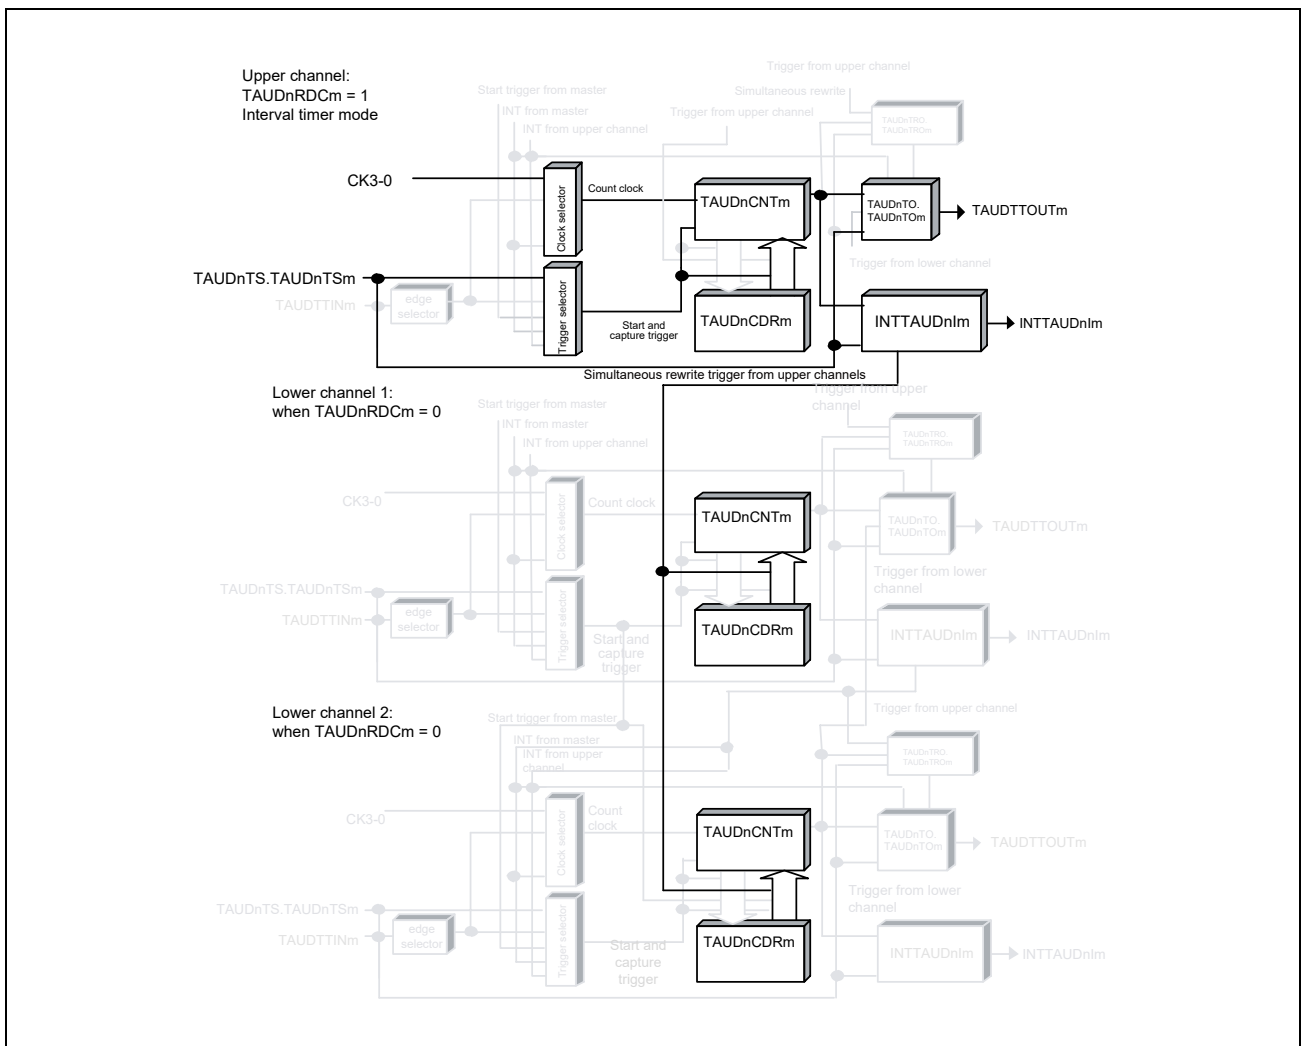 Upper channel:
TAUDnRDCm = 1
Interval timer mode
Trigger from upper channel
Start trigger from master
Simultaneous rewrite
INT from master
Trigger from upper channel
INT from upper channel
TAUDnTRO.
TAUDnTROm
CK3-0
Clock selector
Count clock
TAUDnCNTm
TAUDnTO.
TAUDnTOm
TAUDTTOUTm
Trigger from lower channel
TAUDnTS.TAUDnTSm
TAUDTTINm
edge
selector
Trigger selector
Start and
capture trigger
TAUDnCDRm
INTTAUDnIm
INTTAUDnIm
Simultaneous rewrite trigger from upper channels
Lower channel 1:
when TAUDnRDCm = 0
Trigger from upper
channel
Start trigger from master
INT from master
INT from upper channel
TAUDnTRO.
TAUDnTROm
CK3-0
Clock selector
Count clock
TAUDnCNTm
TAUDnTO.
TAUDnTOm
TAUDTTOUTm
Trigger from lower
channel
TAUDnTS.TAUDnTSm
TAUDTTINm
edge
selector
Trigger selector
Start and
capture
trigger
TAUDnCDRm
INTTAUDnIm
INTTAUDnIm
Lower channel 2:
when TAUDnRDCm = 0
Trigger from upper channel
Start trigger from master
INT from master
INT from upper
channel
TAUDnTRO.
TAUDnTROm
CK3-0
Clock selector
Count
clock
TAUDnCNTm
TAUDnTO.
TAUDnTOm
TAUDTTOUTm
Trigger from lower
channel
TAUDnTS.TAUDnTSm
TAUDTTINm
edge
selector
Trigger selector
Start and
capture
trigger
TAUDnCDRm
INTTAUDnIm
INTTAUDnIm